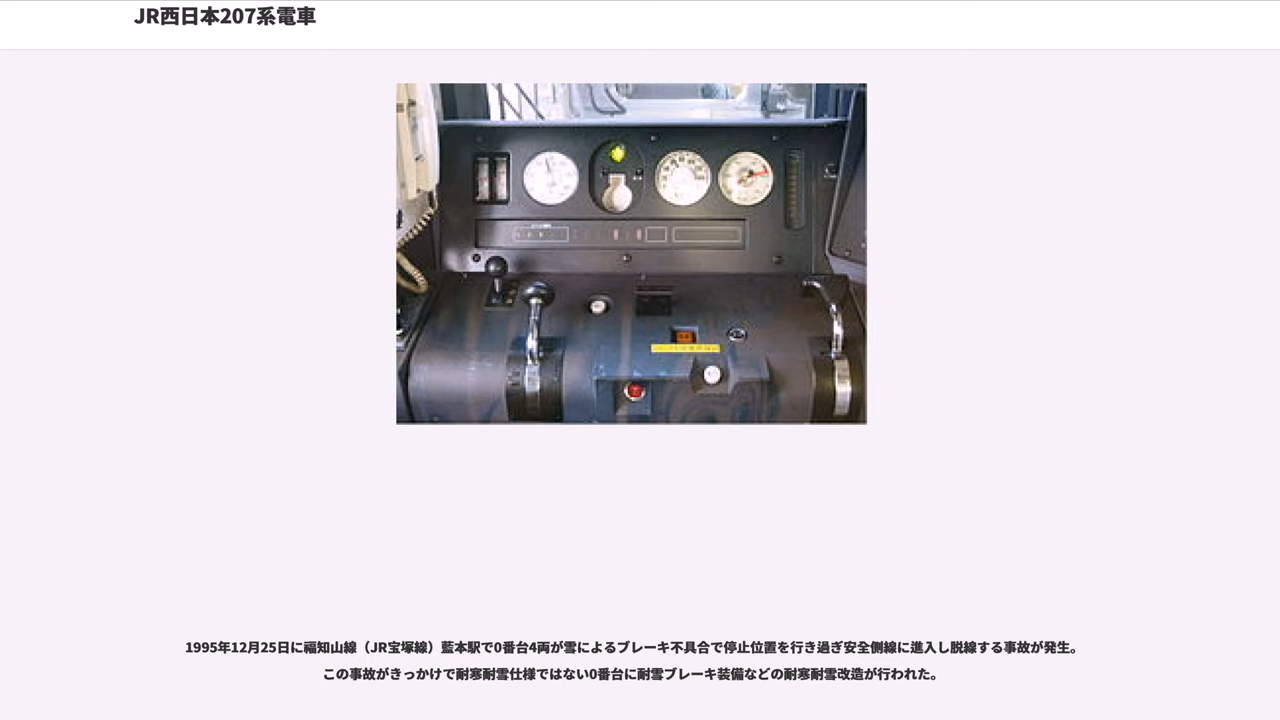 JR西日本207系電車
1995年12月25日に福知山線（JR宝塚線）藍本駅で0番台4両が雪によるブレーキ不具合で停止位置を行き過ぎ安全側線に進入し脱線する事故が発生。
この事故がきっかけで耐寒耐雪仕様ではない0番台に耐雪ブレーキ装備などの耐寒耐雪改造が行われた。